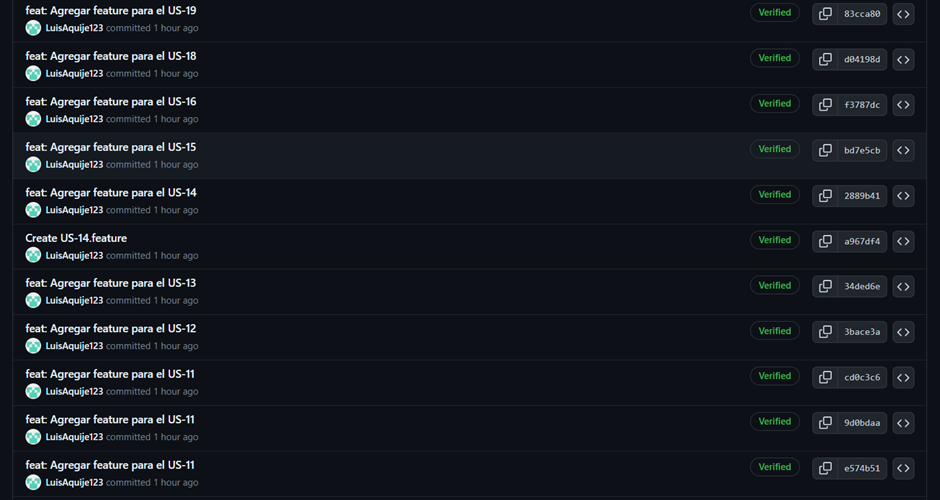 feat: Agregar feature para el US-19
Verified
83cca80
LuisAquije123 committed 1 hour ago
feat: Agregar feature para el US-18
Verified
d04198d
LuisAquije123 committed 1 hour ago
feat: Agregar feature para el US-16
Verified
f3787dc
LuisAquije123 committed 1 hour ago
feat: Agregar feature para el US-15
Verified
bd7e5cb
LuisAquije123 committed 1 hour ago
feat: Agregar feature para el US-14
Verified
2889b41
LuisAquije123 committed 1 hour ago
Create US-14.feature
Verified
a967df4
LuisAquije123 committed 1 hour ago
feat: Agregar feature para el US-13
Verified
34ded6e
LuisAquije123 committed 1 hour ago
feat: Agregar feature para el US-12
Verified
3bace3a
LuisAquije123 committed 1 hour ago
feat: Agregar feature para el US-11
Verified
cd0c3c6
LuisAquije123 committed 1 hour ago
feat: Agregar feature para el US-11
Verified
9d0bdaa
LuisAquije123 committed 1 hour ago
feat: Agregar feature para el US-11
Verified
e574b51
LuisAquije123 committed 1 hour ago